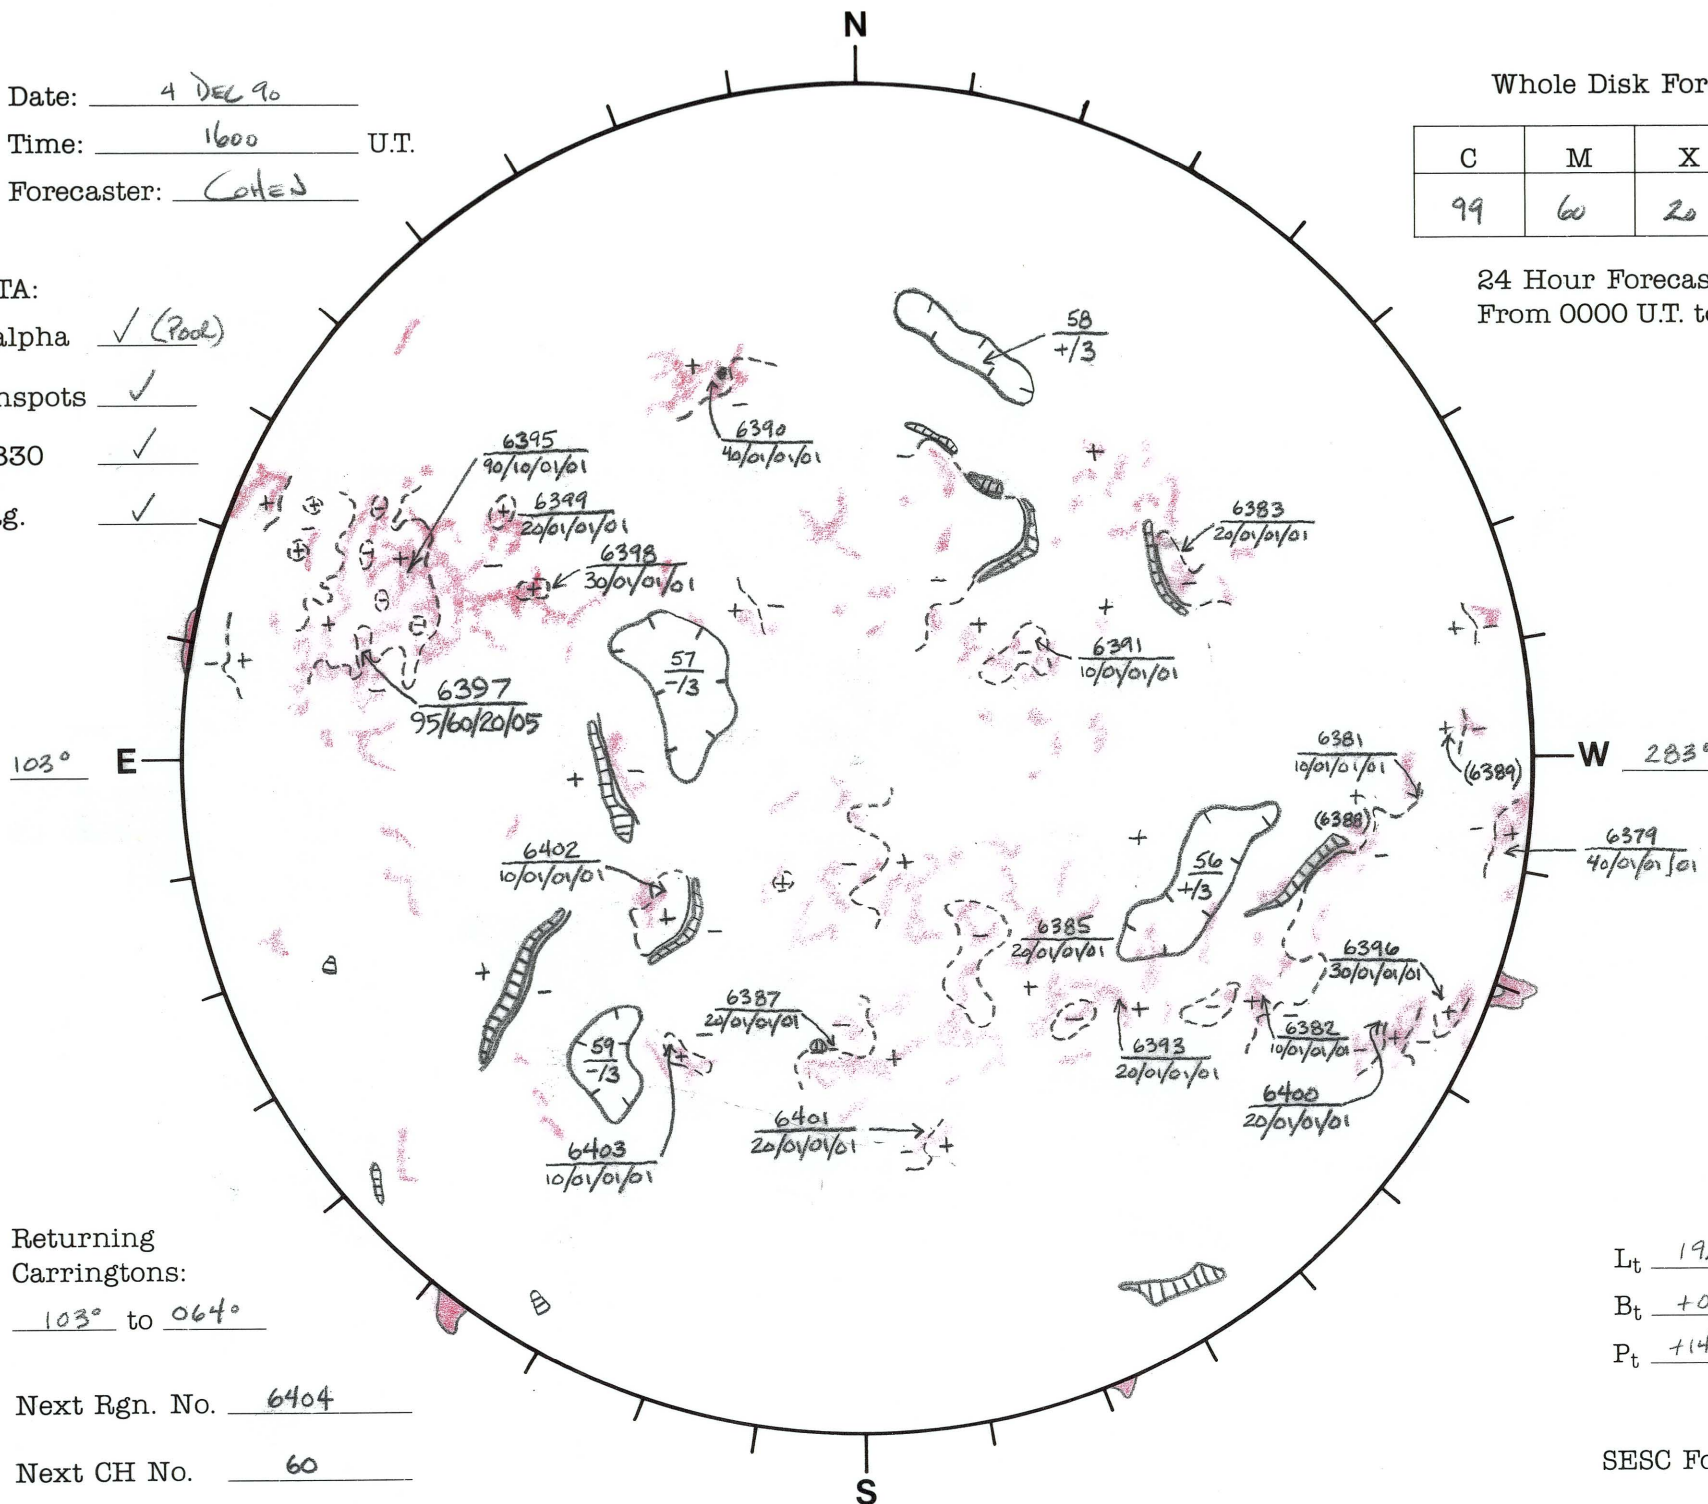 N
Date: 4 DEC 90
Time: 1600 U.T.
Forecaster: COHEN
Whole Disk For
C M X
99 60 20
24 Hour Forecas
From 0000 U.T. t
TA:
alpha ✓ (POOR)
nspots ✓
830 ✓
g. ✓
58
+/3
6390
40/01/01/01
6395
90/10/01/01
6399
20/01/01/01
6398
30/01/01/01
6383
20/01/01/01
57
-/3
6391
10/01/01/01
6397
95/60/20/05
103° E
W 283°
6381
10/01/01/01
(6389)
(6388)
6379
40/01/01/01
6402
10/01/01/01
56
+/3
6385
20/01/01/01
6396
30/01/01/01
6387
20/01/01/01
59
-/3
6382
10/01/01/01
6393
20/01/01/01
6400
20/01/01/01
6401
20/01/01/01
6403
10/01/01/01
Returning
Carringtons:
103° to 064°
Lt 19
Bt +0
Pt +14
Next Rgn. No. 6404
Next CH No. 60
SESC Fo
S